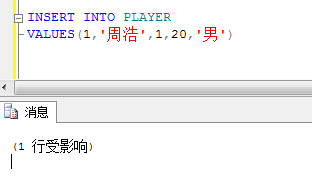 INSERT INTO PLAYER
VALUES(1,'周浩',1,20,'男')
消息
(1 行受影响)